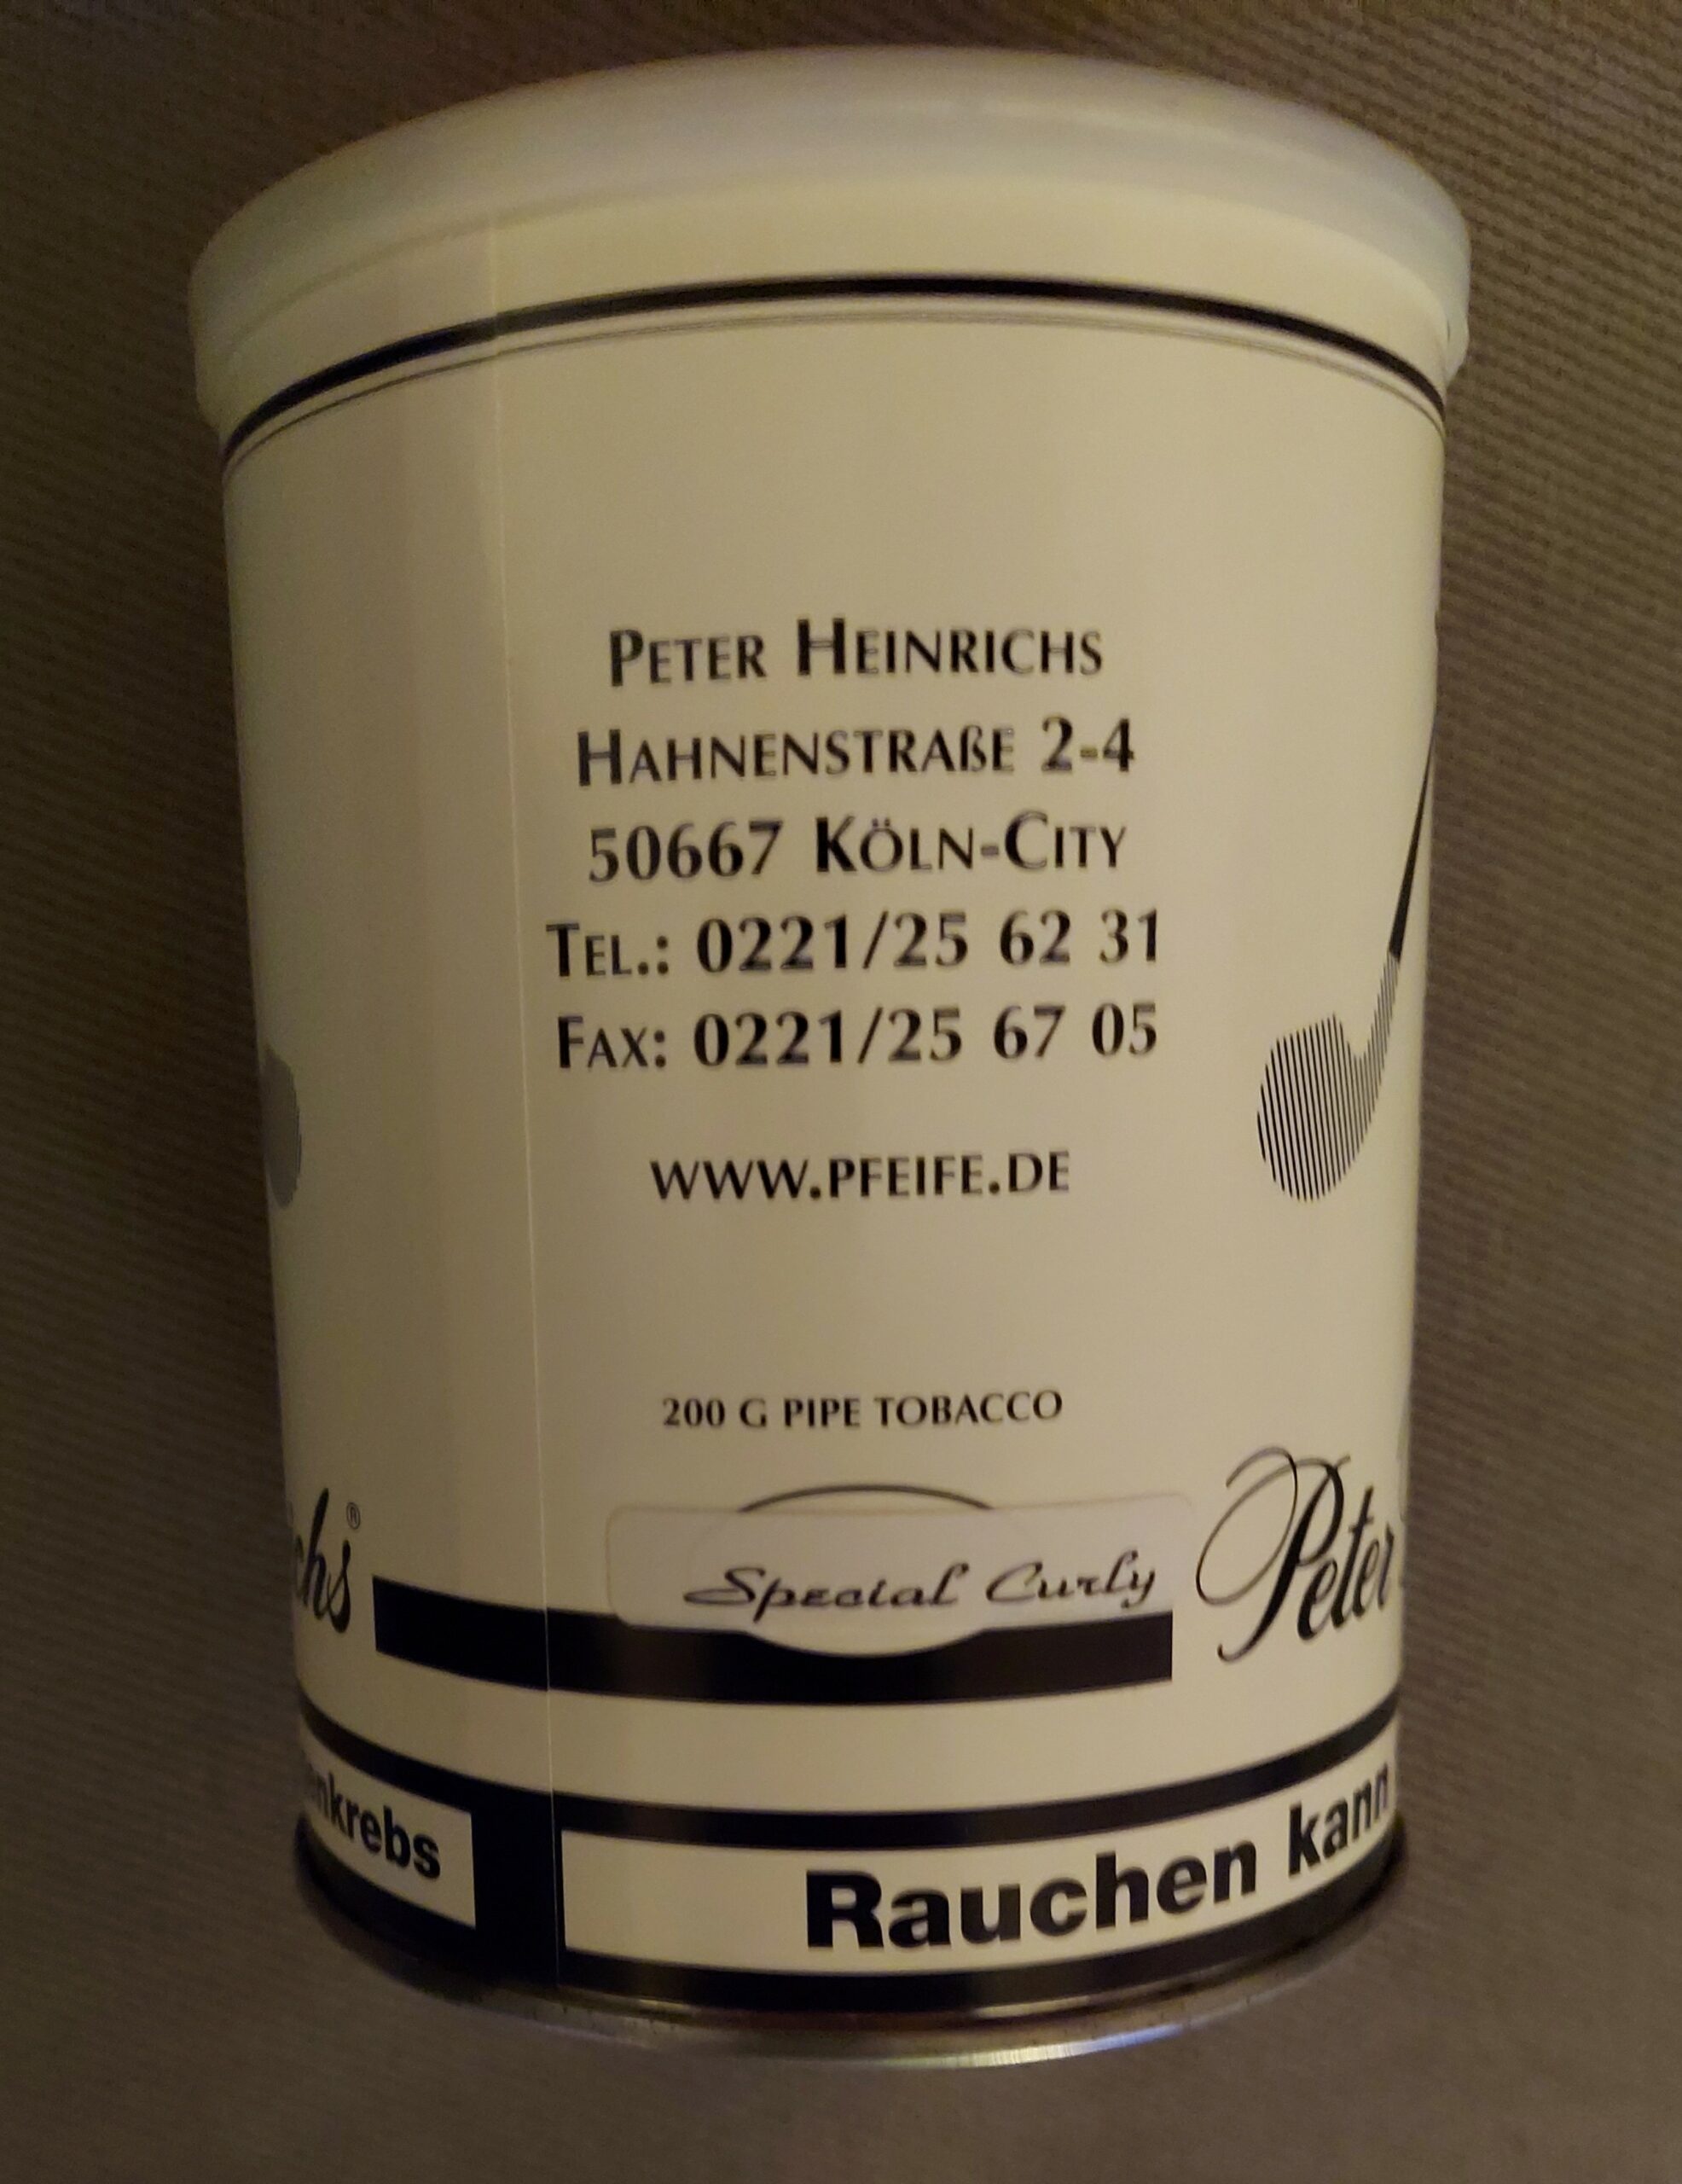 PETER HEINRICHS
HAHNENSTRAßE 2-4
50667 KÖLN-CITY
TEL.: 0221/25 62 31
FAX: 0221/25 67 05
WWW.PFEIFE.DE
200 G PIPE TOBACCO
Special Curly
chs®
Peter
nkrebs
Rauchen kann